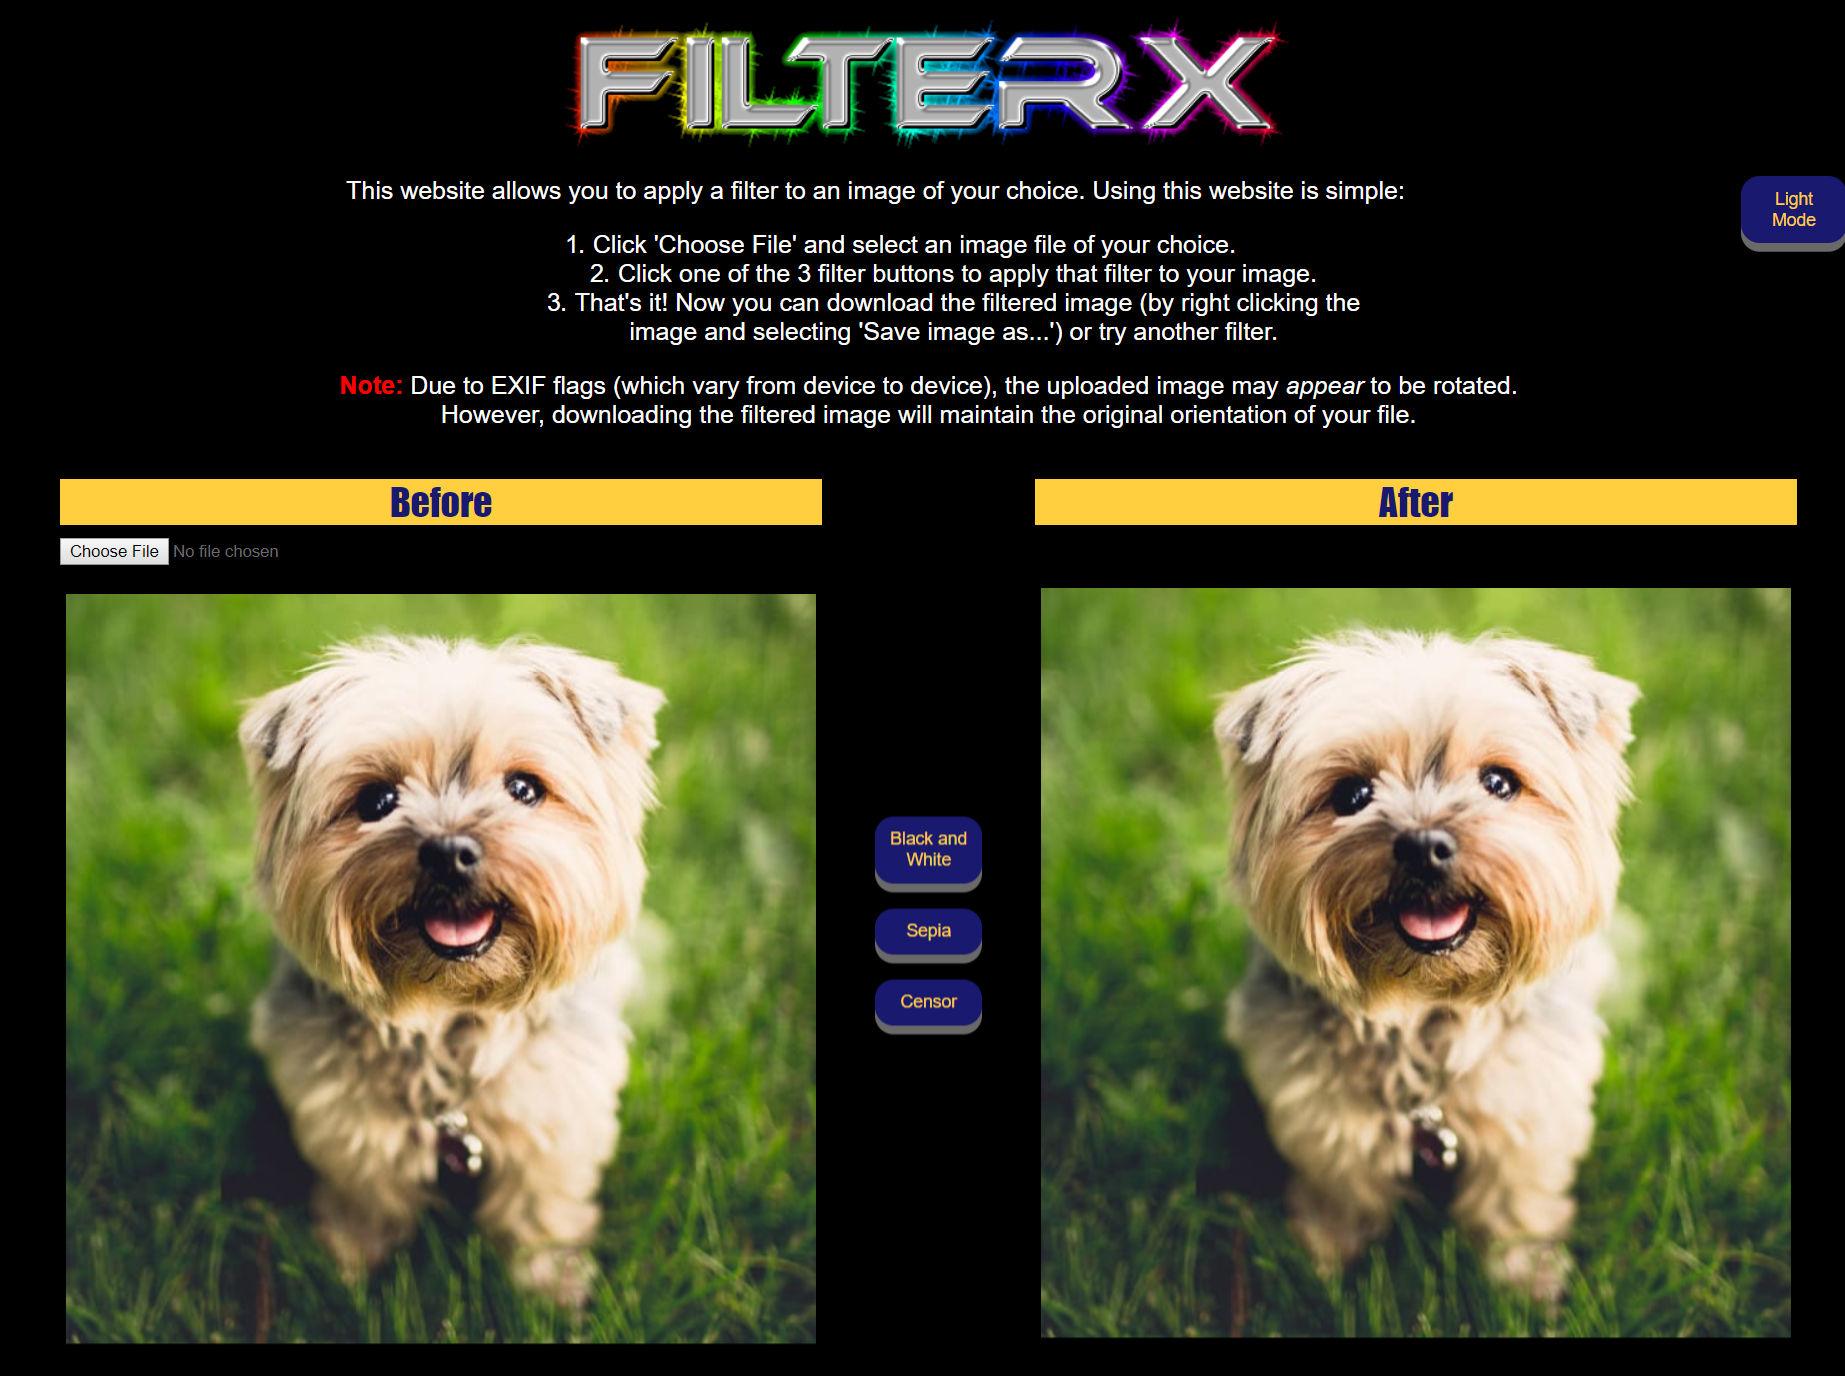 FILTERX
This website allows you to apply a filter to an image of your choice. Using this website is simple:
Light
Mode
1. Click 'Choose File' and select an image file of your choice.
2. Click one of the 3 filter buttons to apply that filter to your image.
3. That's it! Now you can download the filtered image (by right clicking the
image and selecting 'Save image as...') or try another filter.
Note: Due to EXIF flags (which vary from device to device), the uploaded image may appear to be rotated.
However, downloading the filtered image will maintain the original orientation of your file.
Before
After
Choose File No file chosen
Black and
White
Sepia
Censor